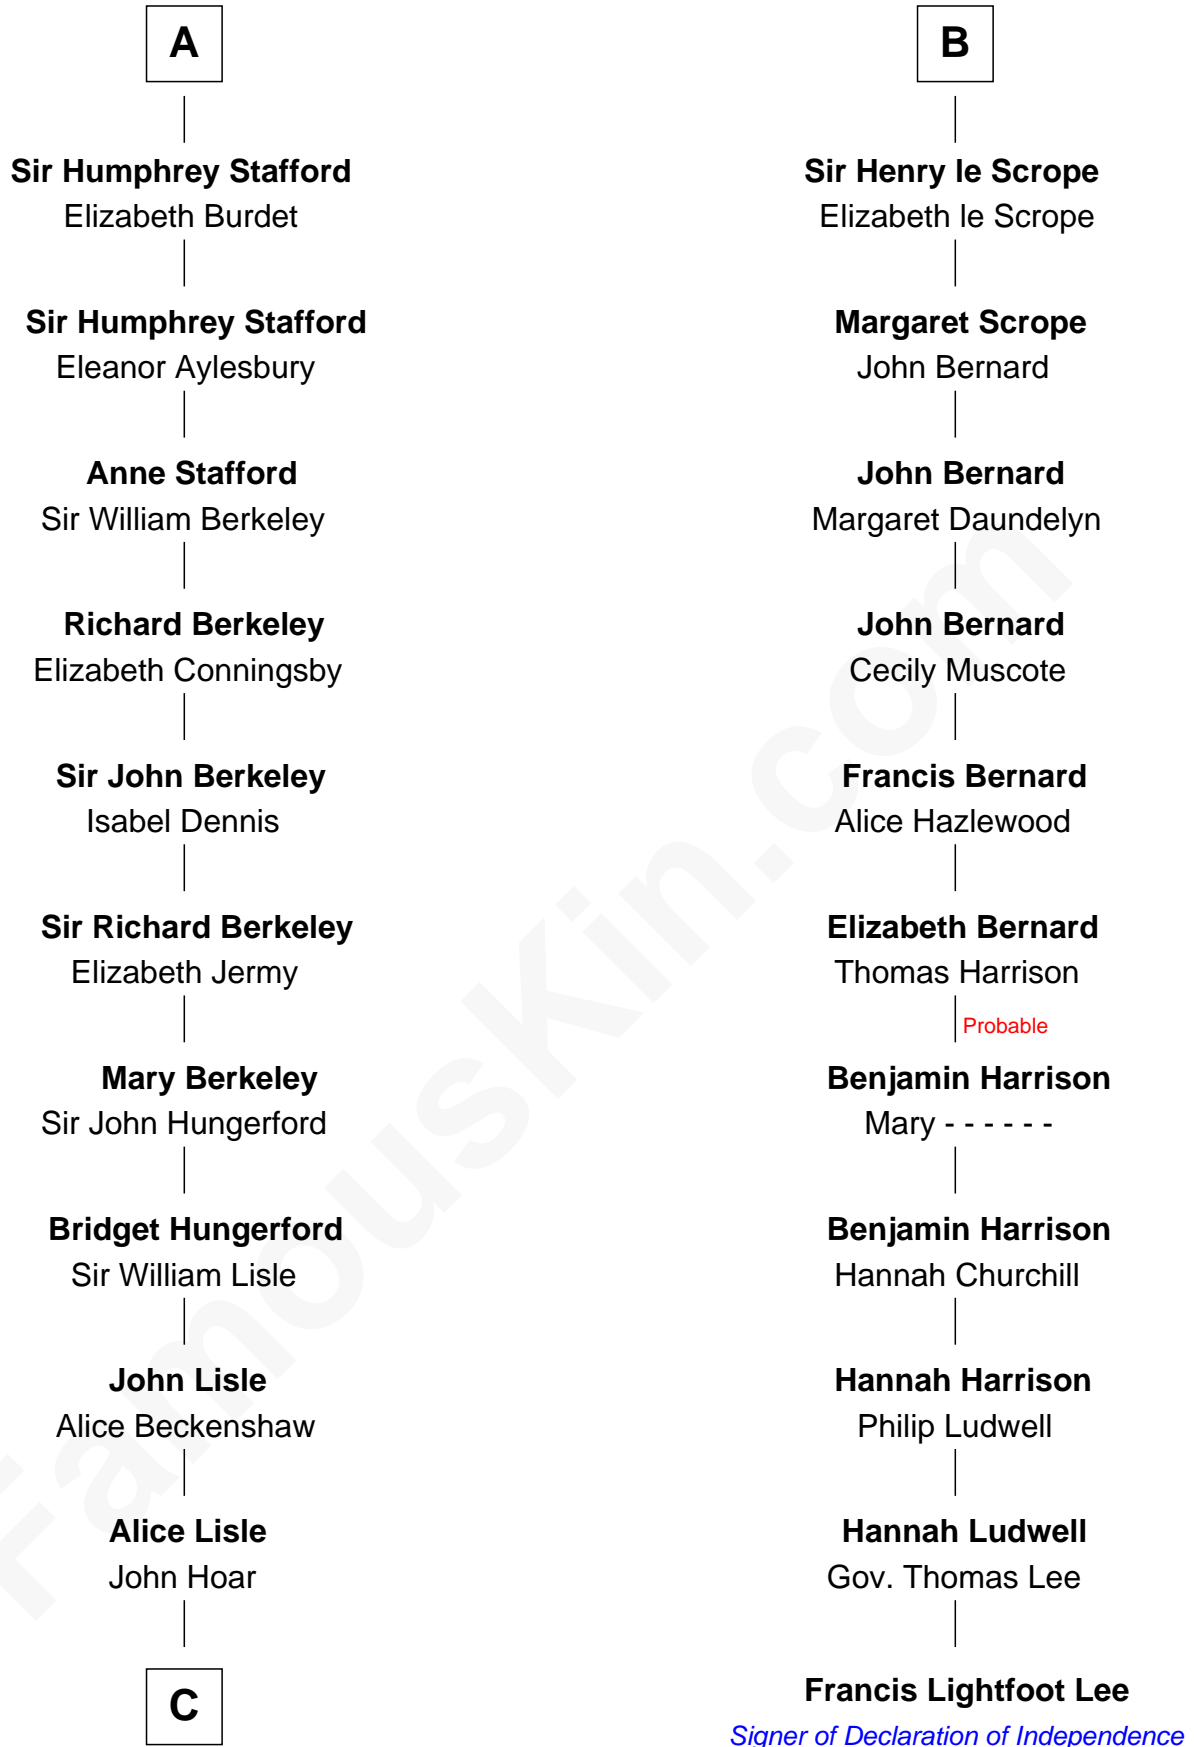 A
Sir Humphrey Stafford
Elizabeth Burdet
Sir Humphrey Stafford
Eleanor Aylesbury
Anne Stafford
Sir William Berkeley
Richard Berkeley
Elizabeth Conningsby
Sir John Berkeley
Isabel Dennis
Sir Richard Berkeley
Elizabeth Jermy
Mary Berkeley
Sir John Hungerford
Bridget Hungerford
Sir William Lisle
John Lisle
Alice Beckenshaw
Alice Lisle
John Hoar
C
B
Sir Henry le Scrope
Elizabeth le Scrope
Margaret Scrope
John Bernard
John Bernard
Margaret Daundelyn
John Bernard
Cecily Muscote
Francis Bernard
Alice Hazlewood
Elizabeth Bernard
Thomas Harrison
Probable
Benjamin Harrison
Mary - - - - - -
Benjamin Harrison
Hannah Churchill
Hannah Harrison
Philip Ludwell
Hannah Ludwell
Gov. Thomas Lee
Francis Lightfoot Lee
Signer of Declaration of Independence
FamousKin.com